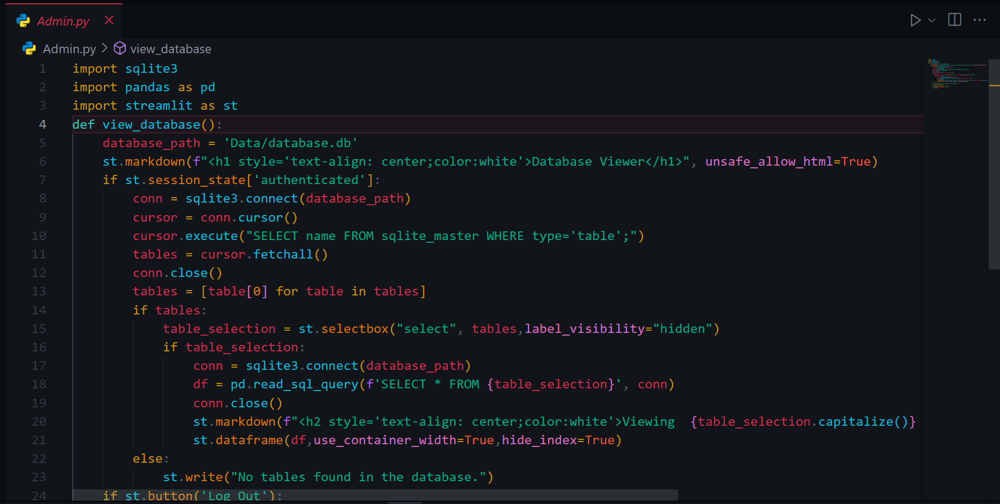 Admin.py
Admin.py > view_database
1 import sqlite3
2 import pandas as pd
3 import streamlit as st
4 def view_database():
5     database_path = 'Data/database.db'
6     st.markdown(f"<h1 style='text-align: center;color:white'>Database Viewer</h1>", unsafe_allow_html=True)
7     if st.session_state['authenticated']:
8         conn = sqlite3.connect(database_path)
9         cursor = conn.cursor()
10         cursor.execute("SELECT name FROM sqlite_master WHERE type='table';")
11         tables = cursor.fetchall()
12         conn.close()
13         tables = [table[0] for table in tables]
14         if tables:
15             table_selection = st.selectbox("select", tables,label_visibility="hidden")
16             if table_selection:
17                 conn = sqlite3.connect(database_path)
18                 df = pd.read_sql_query(f'SELECT * FROM {table_selection}', conn)
19                 conn.close()
20                 st.markdown(f"<h2 style='text-align: center;color:white'>Viewing  {table_selection.capitalize()}
21                 st.dataframe(df,use_container_width=True,hide_index=True)
22         else:
23             st.write("No tables found in the database.")
24     if st.button('Log Out'):